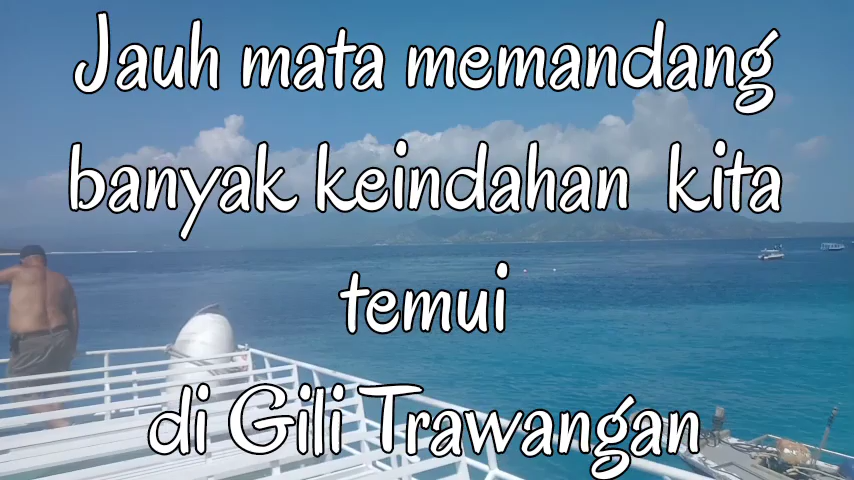 Jauh mata memandang
banyak keindahan kita
temui
di Gili Trawangan